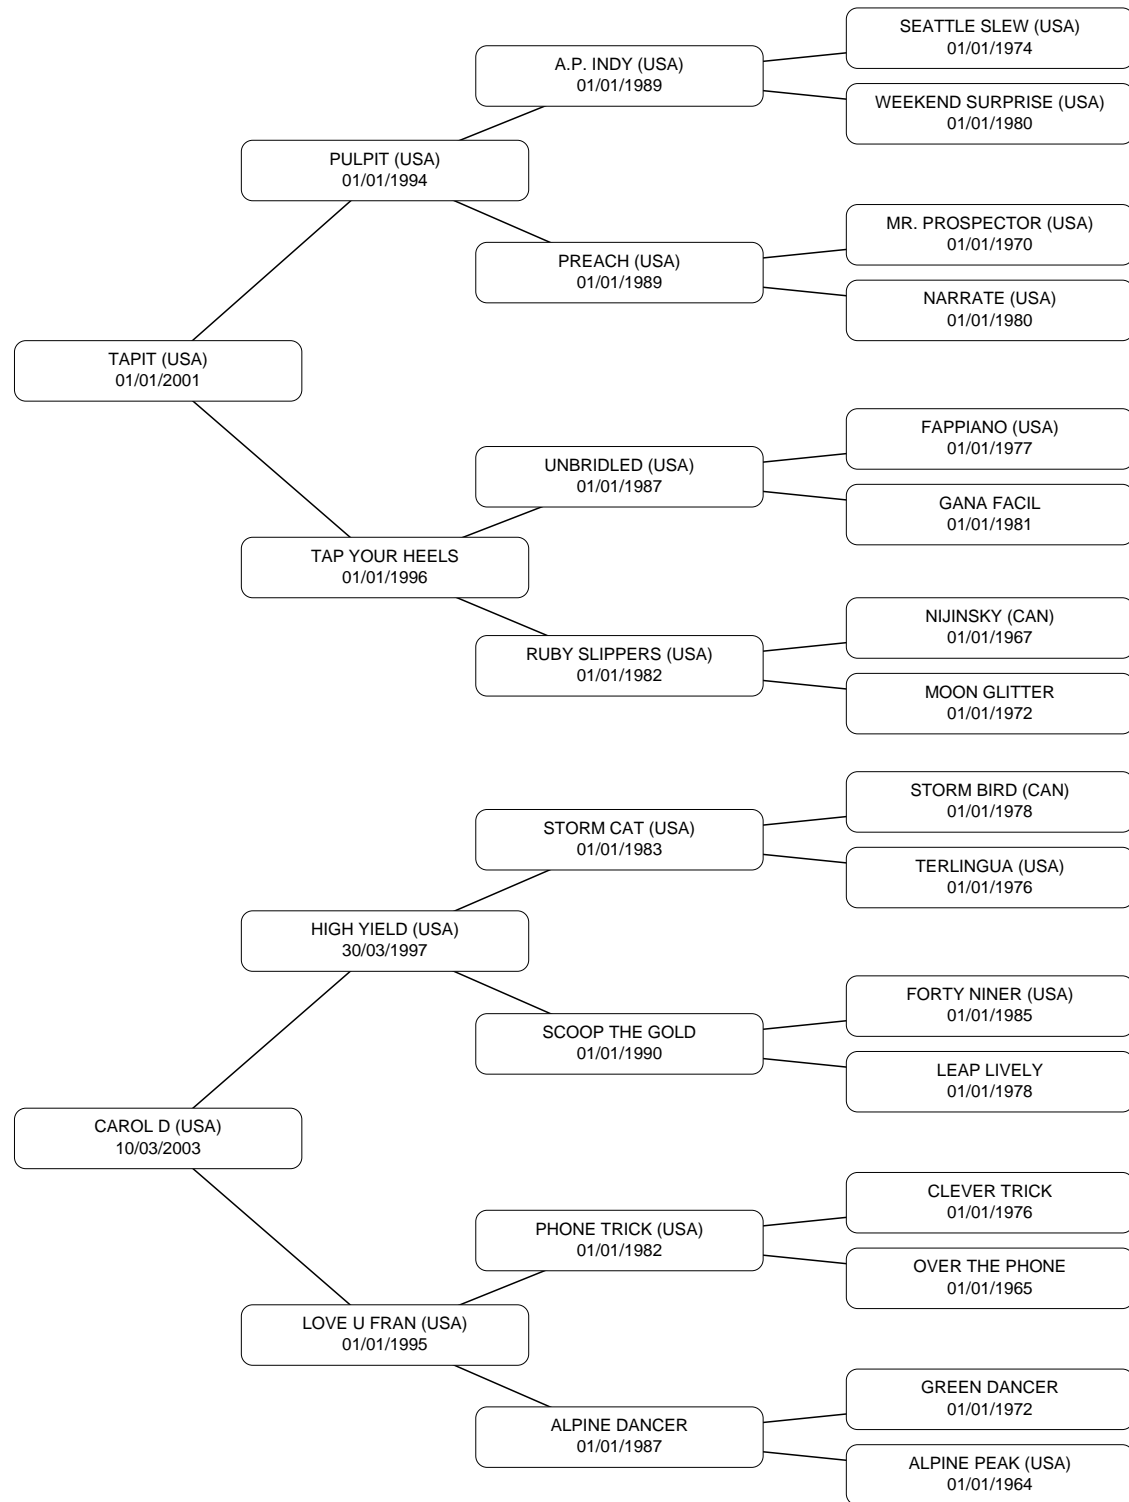 SEATTLE SLEW (USA)
01/01/1974
A.P. INDY (USA)
01/01/1989
WEEKEND SURPRISE (USA)
01/01/1980
PULPIT (USA)
01/01/1994
MR. PROSPECTOR (USA)
01/01/1970
PREACH (USA)
01/01/1989
NARRATE (USA)
01/01/1980
TAPIT (USA)
01/01/2001
FAPPIANO (USA)
01/01/1977
UNBRIDLED (USA)
01/01/1987
GANA FACIL
01/01/1981
TAP YOUR HEELS
01/01/1996
NIJINSKY (CAN)
01/01/1967
RUBY SLIPPERS (USA)
01/01/1982
MOON GLITTER
01/01/1972
STORM BIRD (CAN)
01/01/1978
STORM CAT (USA)
01/01/1983
TERLINGUA (USA)
01/01/1976
HIGH YIELD (USA)
30/03/1997
FORTY NINER (USA)
01/01/1985
SCOOP THE GOLD
01/01/1990
LEAP LIVELY
01/01/1978
CAROL D (USA)
10/03/2003
CLEVER TRICK
01/01/1976
PHONE TRICK (USA)
01/01/1982
OVER THE PHONE
01/01/1965
LOVE U FRAN (USA)
01/01/1995
GREEN DANCER
01/01/1972
ALPINE DANCER
01/01/1987
ALPINE PEAK (USA)
01/01/1964